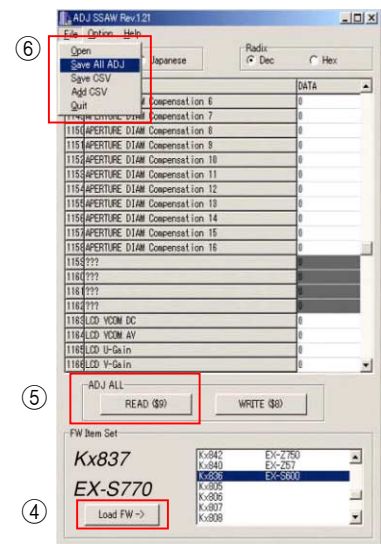 ADJ SSAW Rev.1.21
File Option Help
⑥
Open
Save All ADJ
Save CSV
Add CSV
Quit
Japanese
Radix
Dec
Hex
DATA
Compensation 6 0
APERTURE DIAM Compensation 7 0
1150 APERTURE DIAM Compensation 8 0
1151 APERTURE DIAM Compensation 9 0
1152 APERTURE DIAM Compensation 10 0
1153 APERTURE DIAM Compensation 11 0
1154 APERTURE DIAM Compensation 12 0
1155 APERTURE DIAM Compensation 13 0
1156 APERTURE DIAM Compensation 14 0
1157 APERTURE DIAM Compensation 15 0
1158 APERTURE DIAM Compensation 16 0
1159 ??? 0
1160 ??? 0
1161 ??? 0
1162 ??? 0
1163 LCD VCOM DC 0
1164 LCD VCOM AV 0
1165 LCD U-Gain 0
1166 LCD V-Gain 0
⑤
ADJ ALL
READ ($9)
WRITE ($8)
FW Item Set
Kx837
EX-S770
Kx842 EX-Z750
Kx840 EX-Z57
Kx836 EX-S600
Kx805
Kx806
Kx807
Kx808
④
Load FW ->